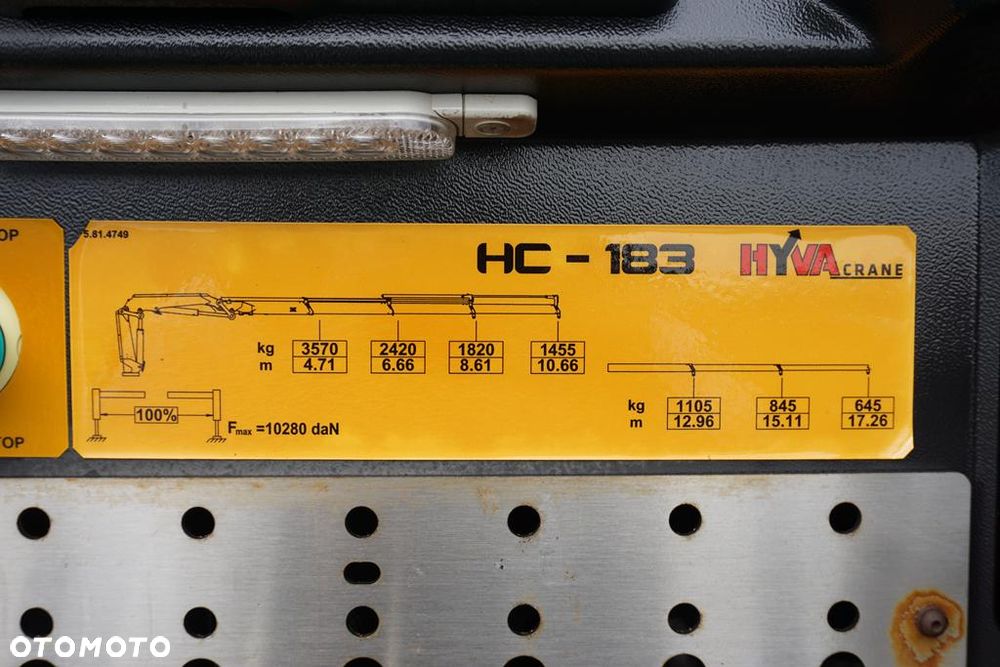 OP
TOP
5.81.4749
HC - 183
HYVA CRANE
kg 3570 2420 1820 1455
m 4.71 6.66 8.61 10.66
kg 1105 845 645
m 12.96 15.11 17.26
100%
Fmax =10280 daN
OTOMOTO